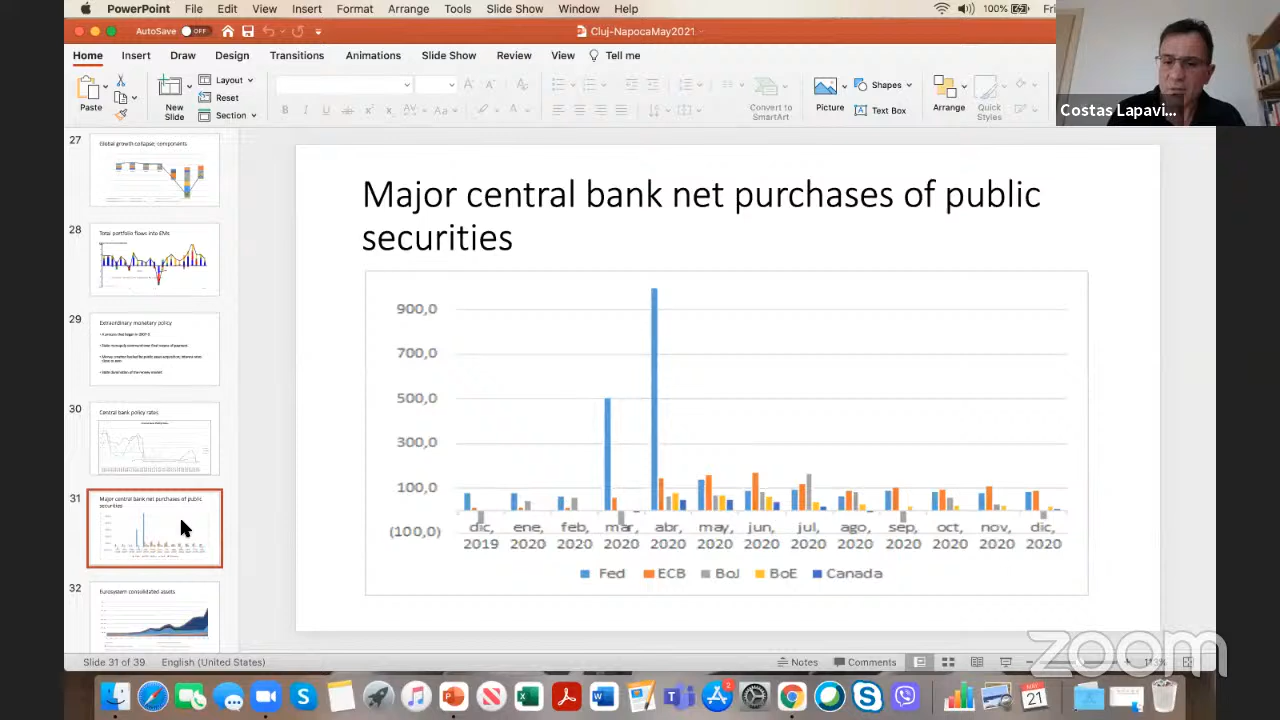 PowerPoint File Edit View Insert Format Arrange Tools Slide Show Window Help 100%
AutoSave OFF Cluj-NapocaMay2021
Home Insert Draw Design Transitions Animations Slide Show Review View Tell me
Paste New Slide Layout Reset Section Convert to SmartArt Picture Shapes Text Box Arrange Quick Styles
Costas Lapavi...
27
Global growth collapse: components
28
Total portfolio flows into EMs
29
Extraordinary monetary policy
30
Central bank policy rates
31
Major central bank net purchases of public securities
32
Eurosystem consolidated assets
Major central bank net purchases of public
securities
900,0
700,0
500,0
300,0
100,0
(100,0)
dic, ene, feb, mar, abr, may, jun, jul, ago, sep, oct, nov, dic,
2019 2020 2020 2020 2020 2020 2020 2020 2020 2020 2020 2020 2020
Fed ECB BoJ BoE Canada
Slide 31 of 39 English (United States) Notes Comments 113%
zoom
2
MAY
21